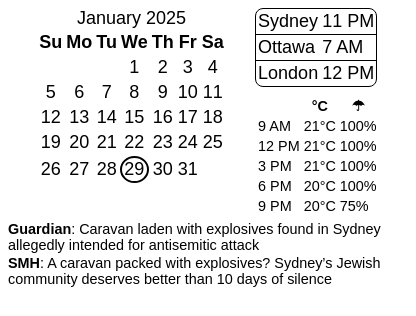 January 2025
Su Mo Tu We Th Fr Sa
1 2 3 4
5 6 7 8 9 10 11
12 13 14 15 16 17 18
19 20 21 22 23 24 25
26 27 28 29 30 31
Sydney 11 PM
Ottawa 7 AM
London 12 PM
°C ☂
9 AM 21°C 100%
12 PM 21°C 100%
3 PM 21°C 100%
6 PM 20°C 100%
9 PM 20°C 75%
Guardian: Caravan laden with explosives found in Sydney
allegedly intended for antisemitic attack
SMH: A caravan packed with explosives? Sydney's Jewish
community deserves better than 10 days of silence